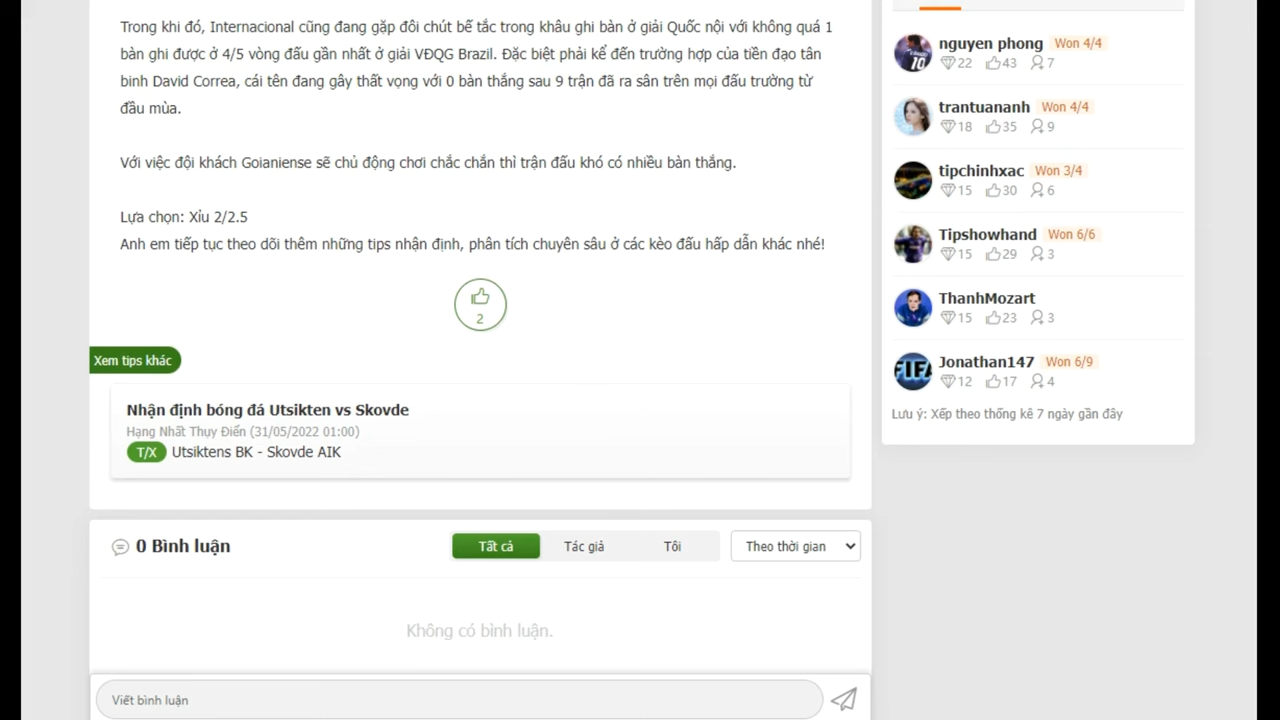 Trong khi đó, Internacional cũng đang gặp đôi chút bế tắc trong khâu ghi bàn ở giải Quốc nội với không quá 1
bàn ghi được ở 4/5 vòng đấu gần nhất ở giải VĐQG Brazil. Đặc biệt phải kể đến trường hợp của tiền đạo tân
binh David Correa, cái tên đang gây thất vọng với 0 bàn thắng sau 9 trận đã ra sân trên mọi đấu trường từ
đầu mùa.
Với việc đội khách Goianiense sẽ chủ động chơi chắc chắn thì trận đấu khó có nhiều bàn thắng.
Lựa chọn: Xỉu 2/2.5
Anh em tiếp tục theo dõi thêm những tips nhận định, phân tích chuyên sâu ở các kèo đấu hấp dẫn khác nhé!
2
Xem tips khác
Nhận định bóng đá Utsikten vs Skovde
Hạng Nhất Thụy Điển (31/05/2022 01:00)
T/X Utsiktens BK - Skovde AIK
0 Bình luận
Tất cả Tác giả Tôi
Theo thời gian
Không có bình luận.
Viết bình luận
nguyen phong Won 4/4
22 43 7
10
trantuananh Won 4/4
18 35 9
tipchinhxac Won 3/4
15 30 6
Tipshowhand Won 6/6
15 29 3
ThanhMozart
15 23 3
Jonathan147 Won 6/9
12 17 4
FIFA
Lưu ý: Xếp theo thống kê 7 ngày gần đây